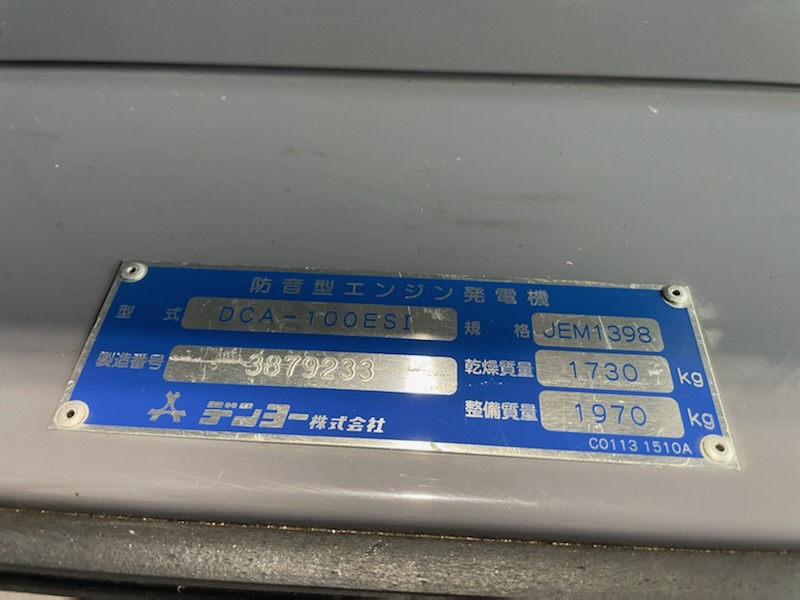 防音型エンジン発電機
型式 DCA-100ESI 規格 JEM1398
製造番号 3879233 乾燥質量 1730 kg
整備質量 1970 kg
デンヨー株式会社
C0113 1510A